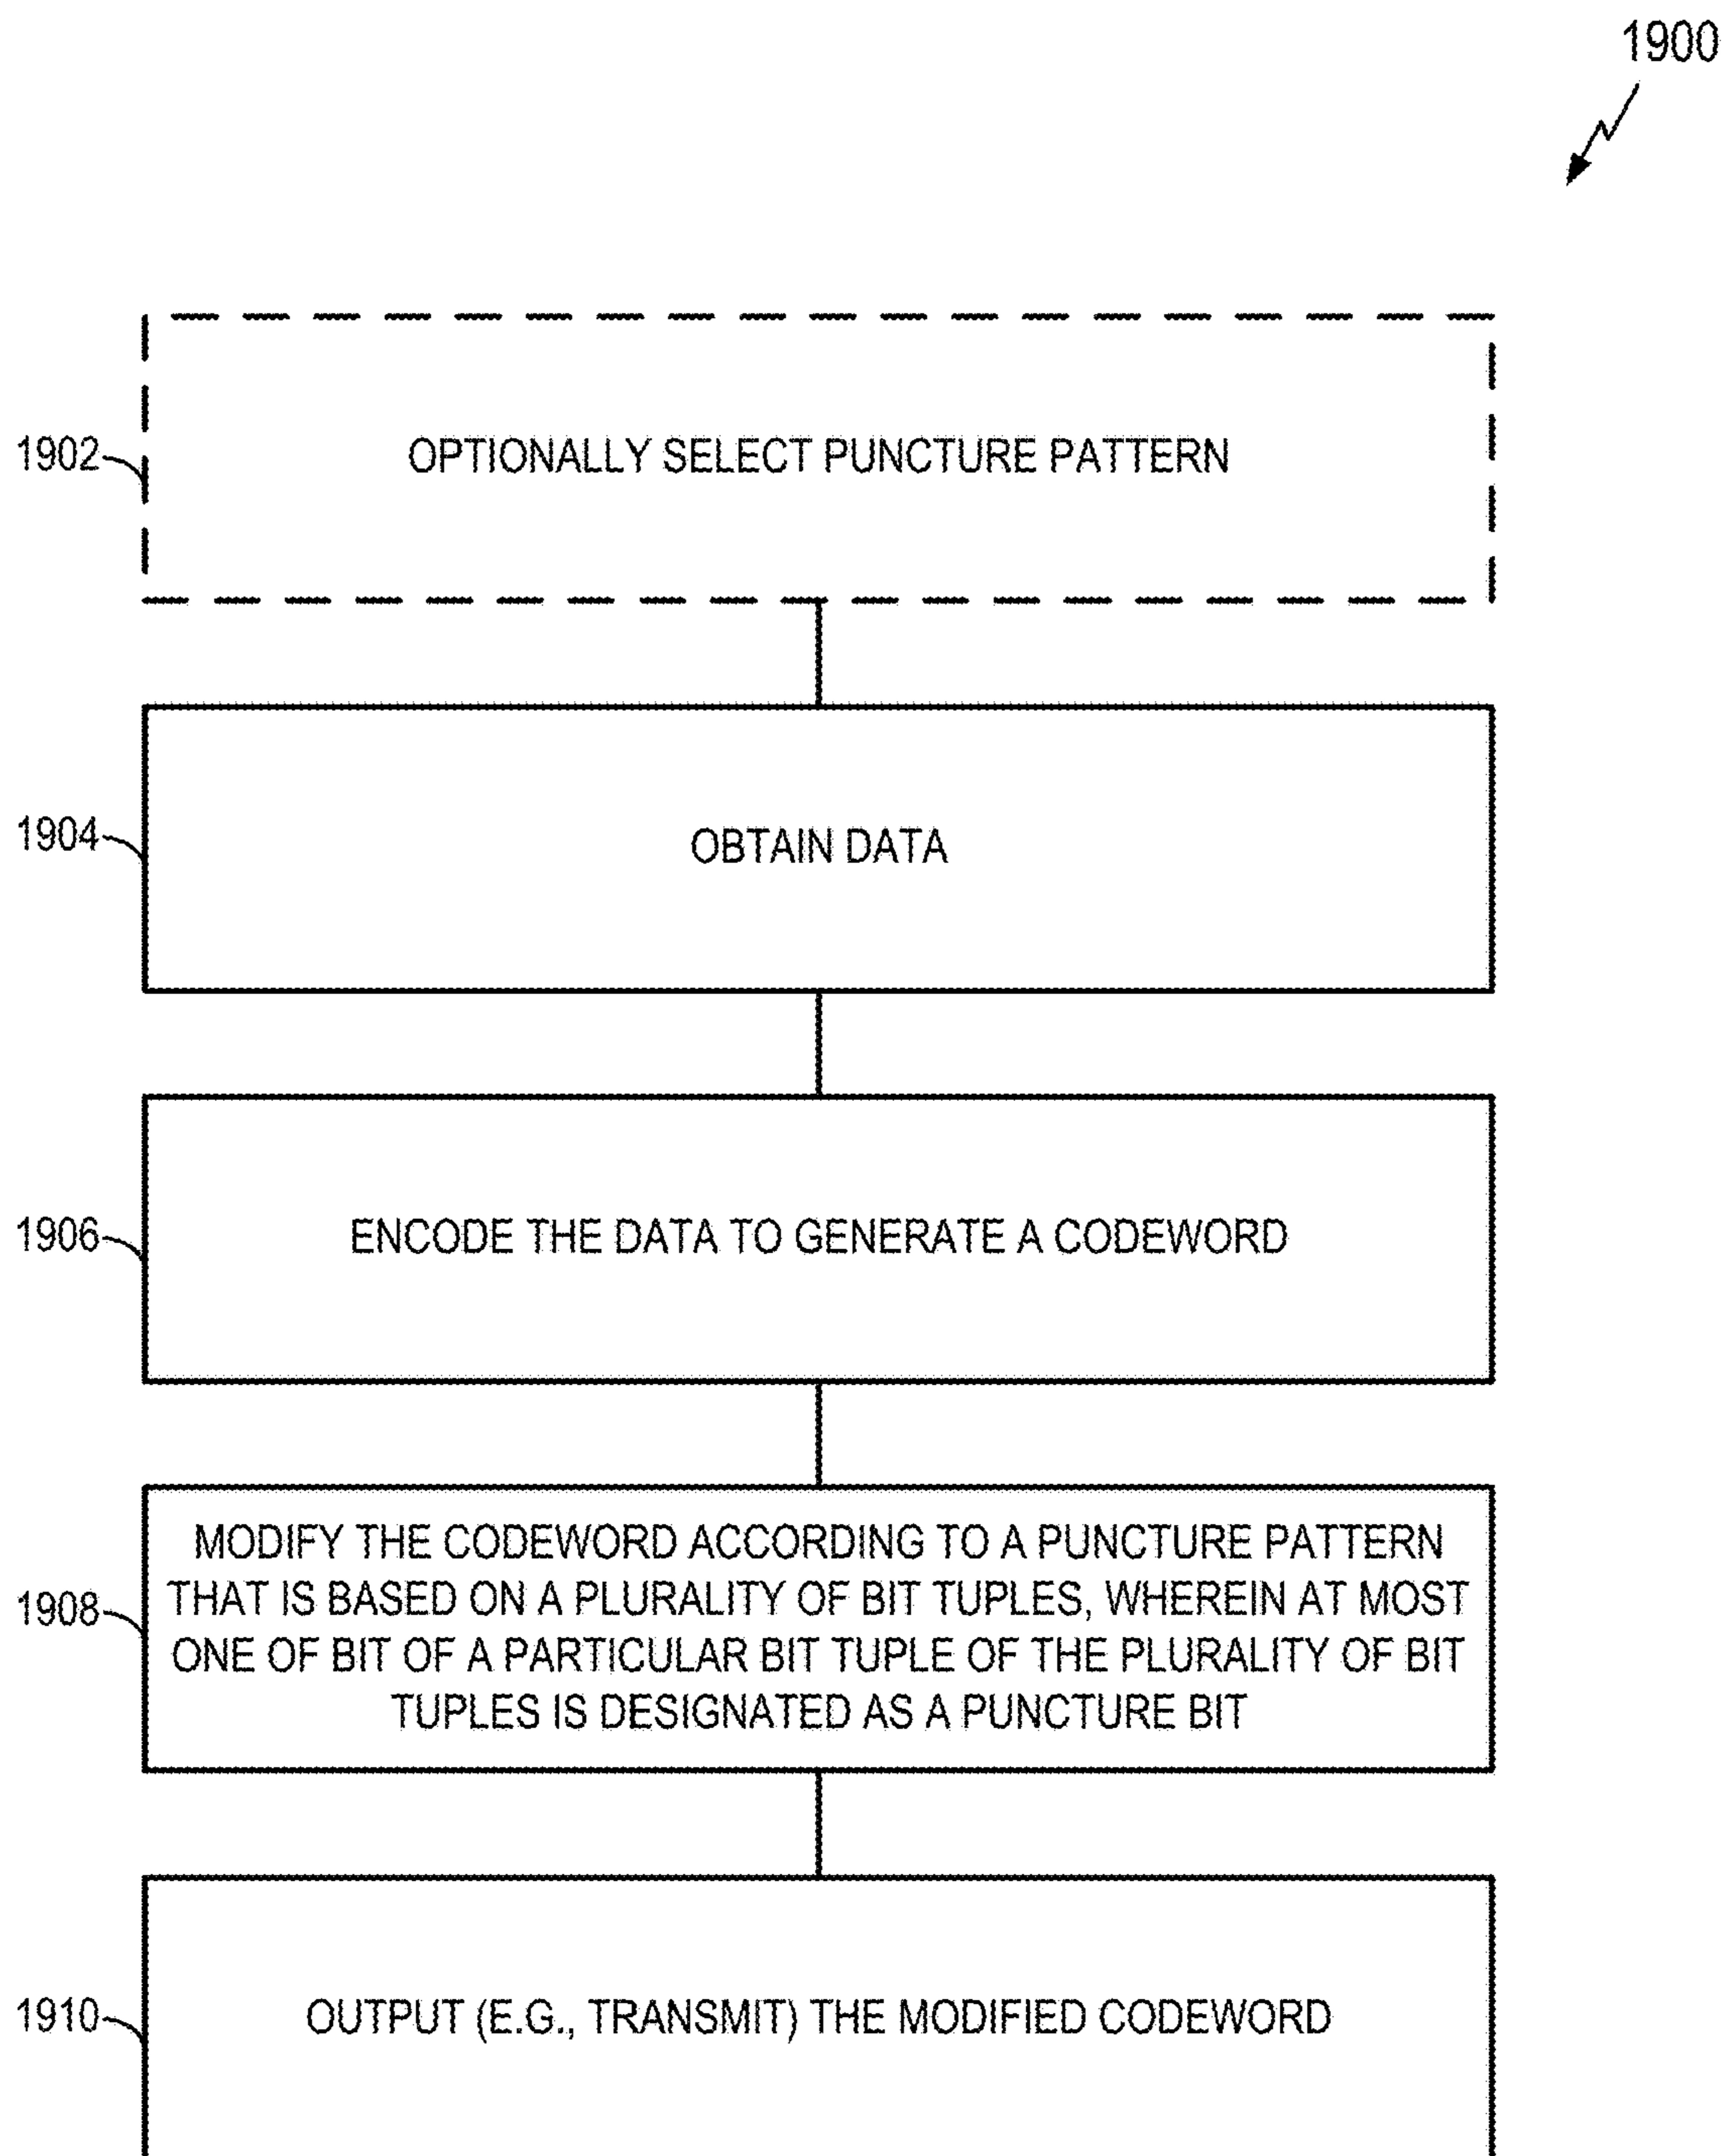 1900
1902
OPTIONALLY SELECT PUNCTURE PATTERN
1904
OBTAIN DATA
1906
ENCODE THE DATA TO GENERATE A CODEWORD
1908
MODIFY THE CODEWORD ACCORDING TO A PUNCTURE PATTERN
THAT IS BASED ON A PLURALITY OF BIT TUPLES, WHEREIN AT MOST
ONE OF BIT OF A PARTICULAR BIT TUPLE OF THE PLURALITY OF BIT
TUPLES IS DESIGNATED AS A PUNCTURE BIT
1910
OUTPUT (E.G., TRANSMIT) THE MODIFIED CODEWORD